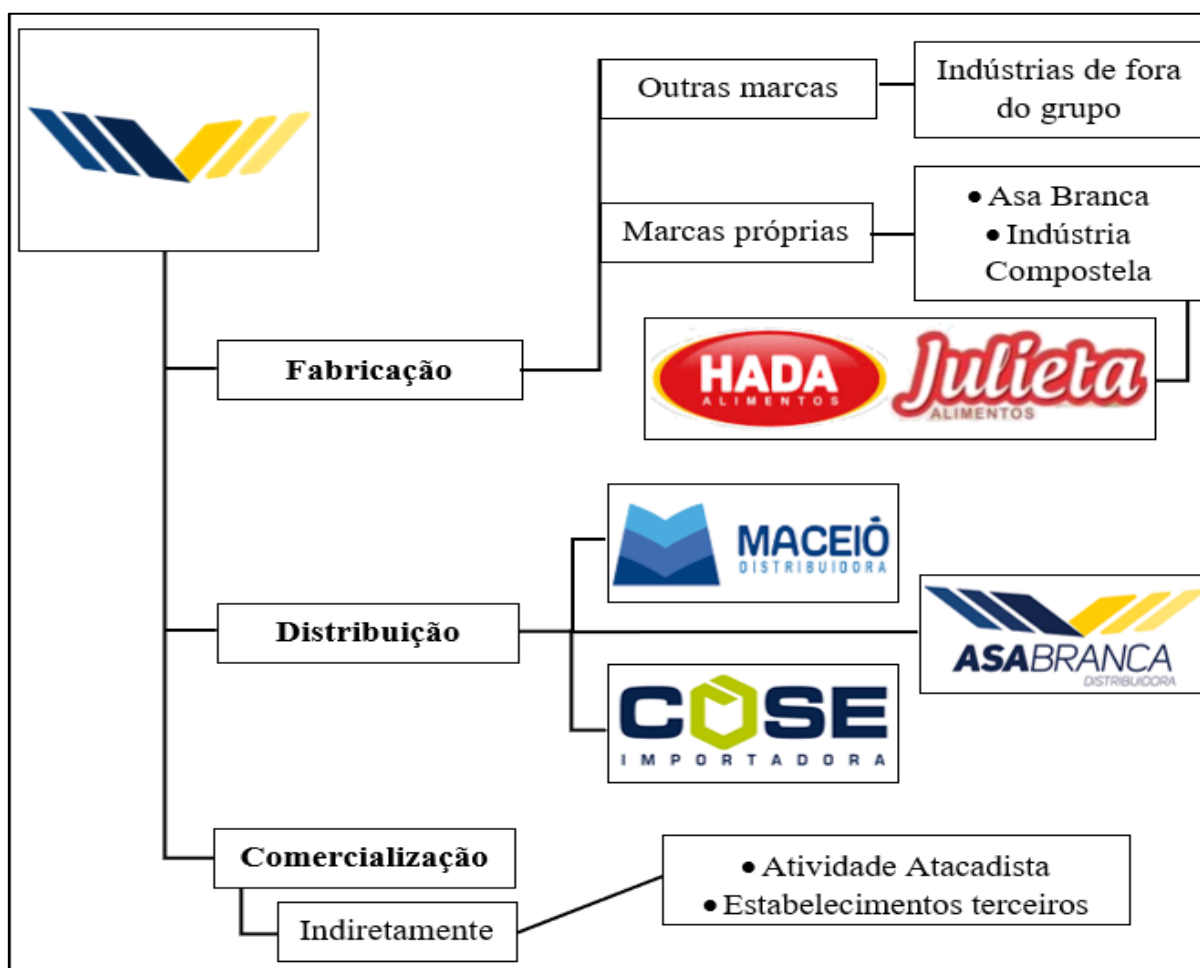 Outras marcas
Indústrias de fora
do grupo
Marcas próprias
• Asa Branca
• Indústria
Compostela
Fabricação
HADA
ALIMENTOS
Julieta
ALIMENTOS
MACEIÓ
DISTRIBUIDORA
Distribuição
ASABRANCA
DISTRIBUIDORA
COSE
IMPORTADORA
Comercialização
• Atividade Atacadista
• Estabelecimentos terceiros
Indiretamente